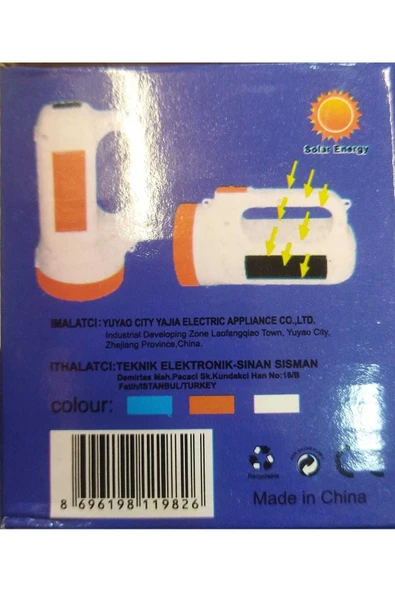 Solar Energy
IMALATCI: YUYAO CITY YAJIA ELECTRIC APPLIANCE CO.,LTD.
Industrial Developing Zone Laofangqiao Town, Yuyao City,
Zhejiang Province,China.
ITHALATCI:TEKNIK ELEKTRONIK-SINAN SISMAN
Demirtas Mah.Pacaci Sk.Kundakci Han No:16/B
Fatih/ISTANBUL/TURKEY
colour:
8 696198 119826
Recyclable
CE
Made in China